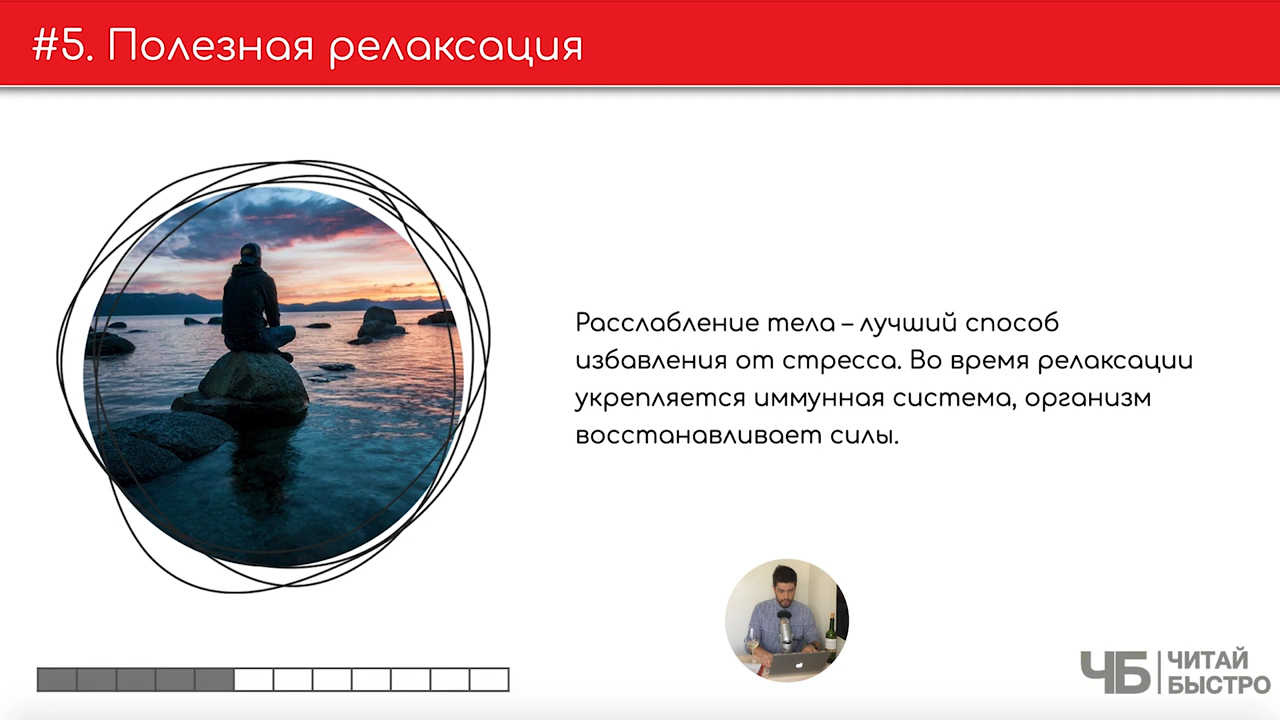 #5. Полезная релаксация
Расслабление тела – лучший способ
избавления от стресса. Во время релаксации
укрепляется иммунная система, организм
восстанавливает силы.
ЧБ
ЧИТАЙ
БЫСТРО